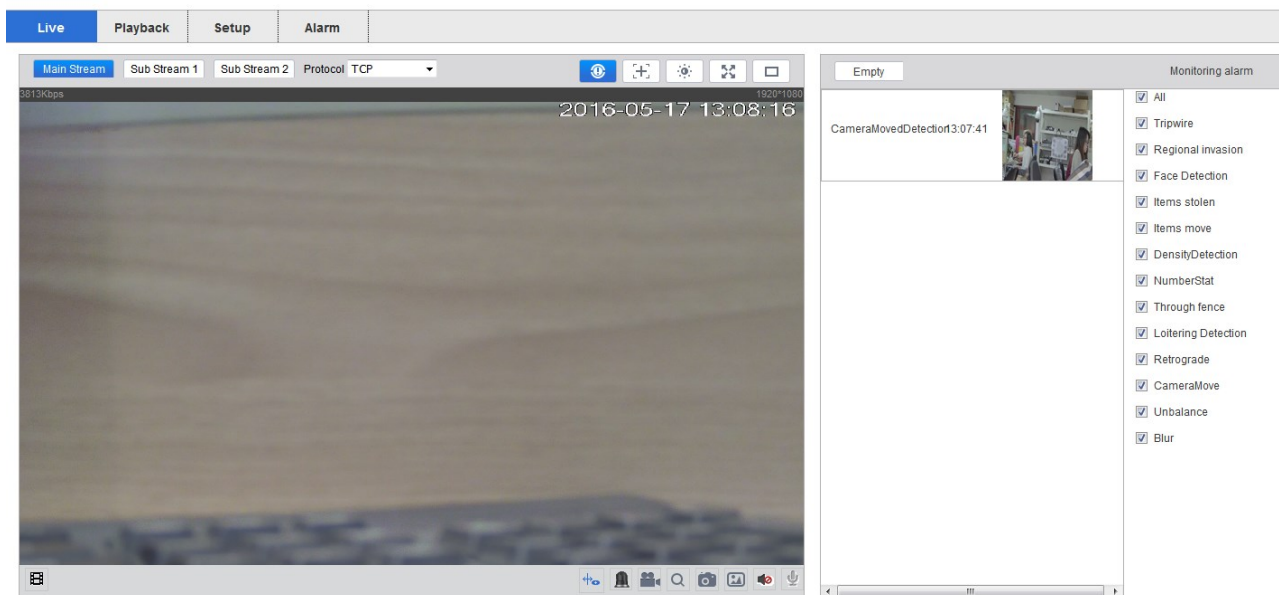 Live Playback Setup Alarm
Main Stream Sub Stream 1 Sub Stream 2 Protocol TCP
3813Kbps 1920*1080
2016-05-17 13:08:16
Empty Monitoring alarm
CameraMovedDetection13:07:41
All
Tripwire
Regional invasion
Face Detection
Items stolen
Items move
DensityDetection
NumberStat
Through fence
Loitering Detection
Retrograde
CameraMove
Unbalance
Blur